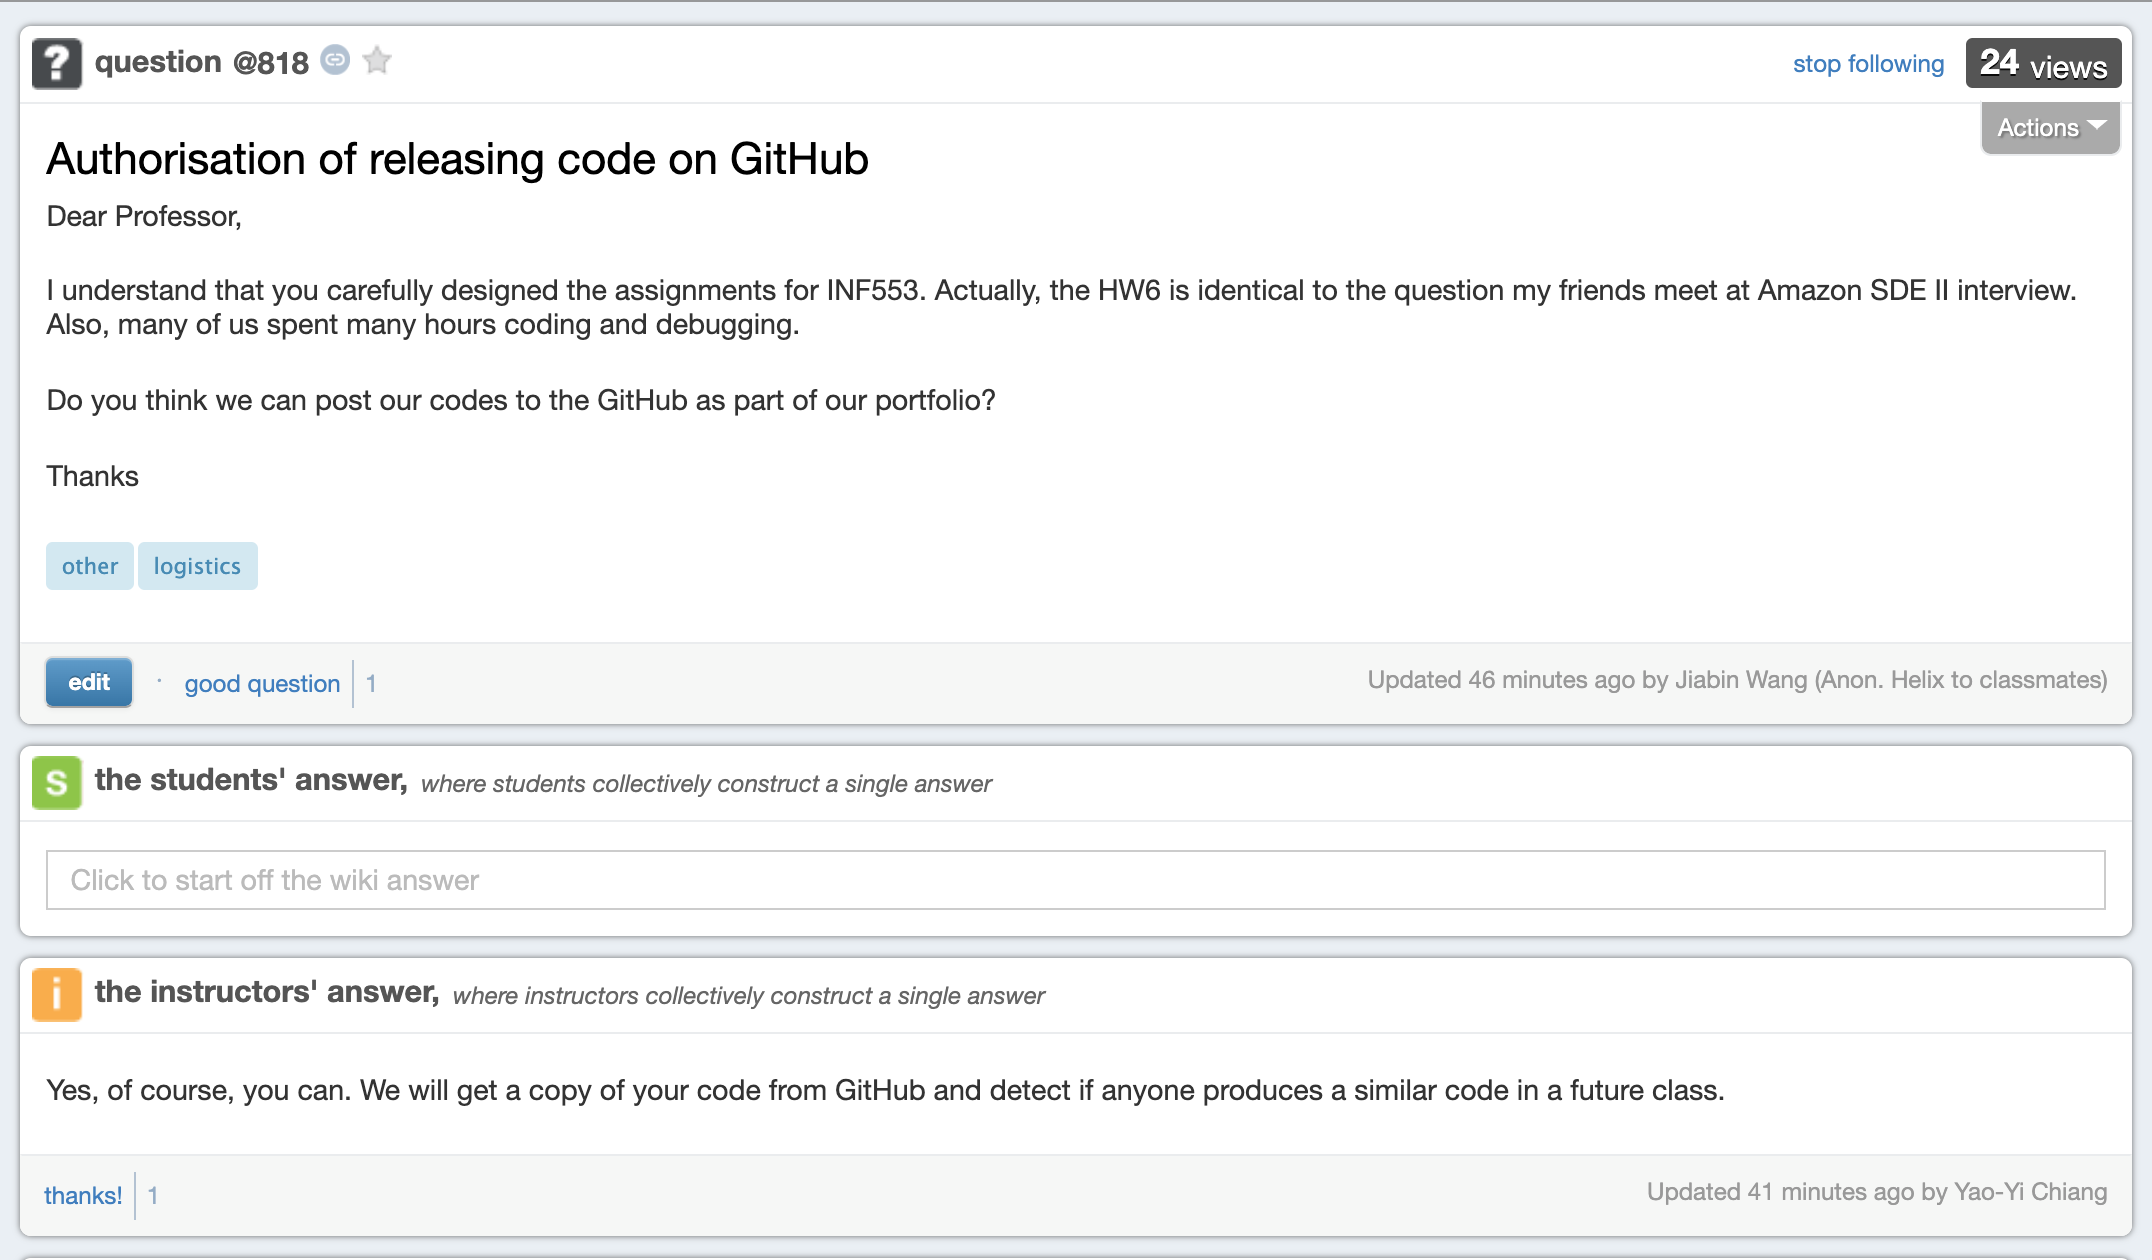 ? question @818
stop following
24 views
Actions
Authorisation of releasing code on GitHub
Dear Professor,
I understand that you carefully designed the assignments for INF553. Actually, the HW6 is identical to the question my friends meet at Amazon SDE II interview.
Also, many of us spent many hours coding and debugging.
Do you think we can post our codes to the GitHub as part of our portfolio?
Thanks
other logistics
edit · good question 1
Updated 46 minutes ago by Jiabin Wang (Anon. Helix to classmates)
S the students' answer, where students collectively construct a single answer
Click to start off the wiki answer
i the instructors' answer, where instructors collectively construct a single answer
Yes, of course, you can. We will get a copy of your code from GitHub and detect if anyone produces a similar code in a future class.
thanks! 1
Updated 41 minutes ago by Yao-Yi Chiang